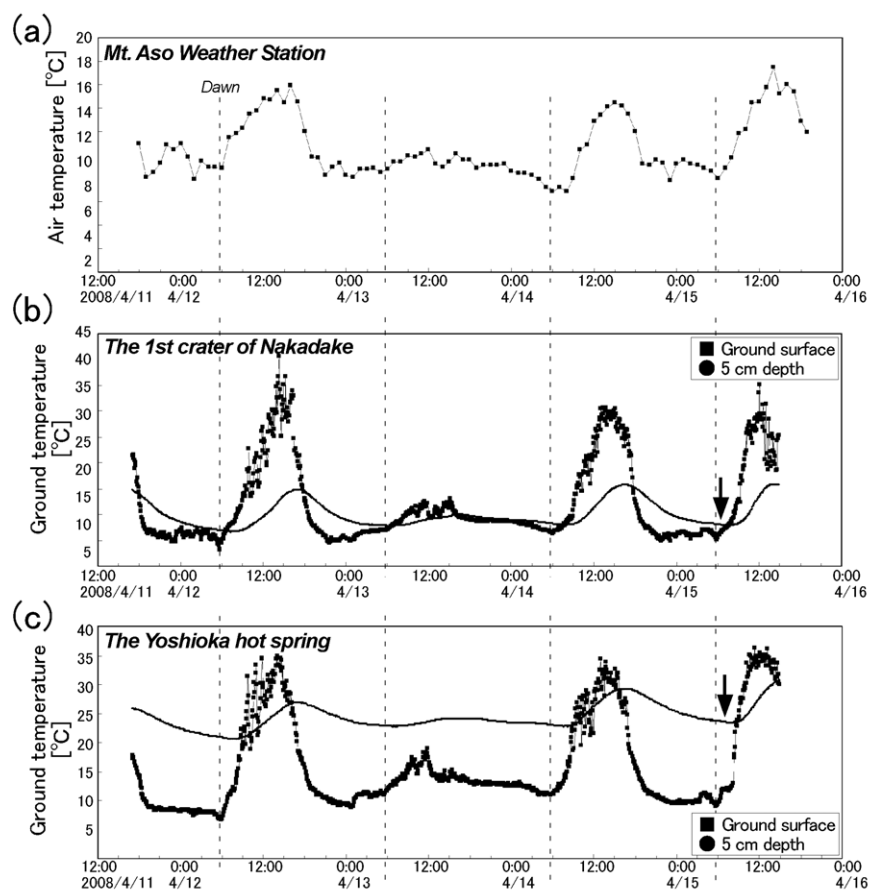 (a)
Mt. Aso Weather Station
Dawn
Air temperature [℃]
20
18
16
14
12
10
8
6
4
2
12:00 0:00 12:00 0:00 12:00 0:00 12:00 0:00 12:00 0:00
2008/4/11 4/12 4/13 4/14 4/15 4/16
(b)
The 1st crater of Nakadake
Ground surface
5 cm depth
Ground temperature
[℃]
45
40
35
30
25
20
15
10
5
12:00 0:00 12:00 0:00 12:00 0:00 12:00 0:00 12:00 0:00
2008/4/11 4/12 4/13 4/14 4/15 4/16
(c)
The Yoshioka hot spring
Ground temperature
[℃]
40
35
30
25
20
15
10
5
Ground surface
5 cm depth
12:00 0:00 12:00 0:00 12:00 0:00 12:00 0:00 12:00 0:00
2008/4/11 4/12 4/13 4/14 4/15 4/16